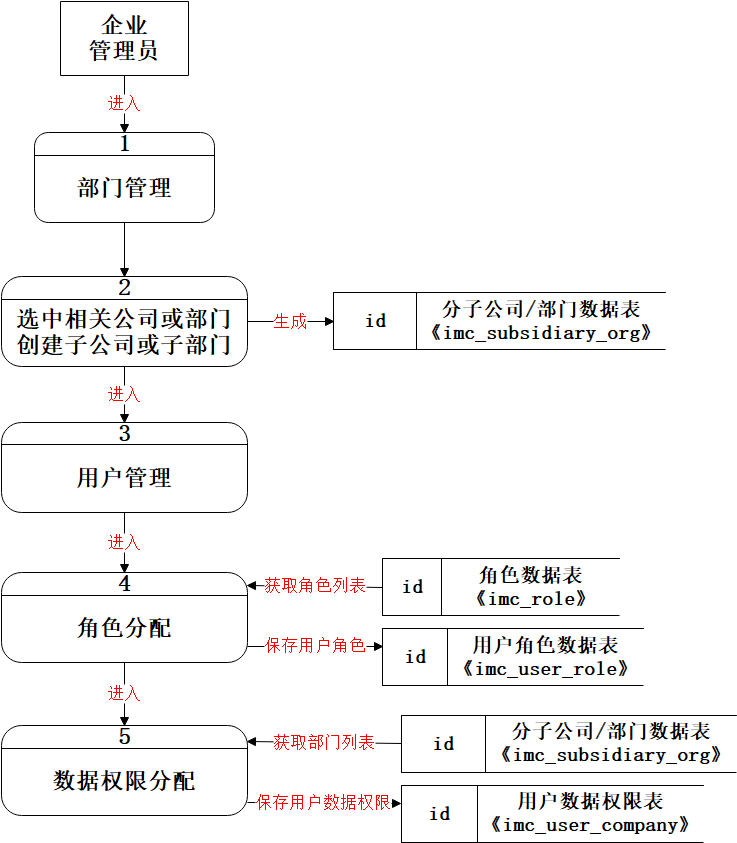 企业
管理员
进入
1
部门管理
2
选中相关公司或部门
创建子公司或子部门
生成
id
分子公司/部门数据表
《imc_subsidiary_org》
进入
3
用户管理
进入
4
角色分配
获取角色列表
id
角色数据表
《imc_role》
保存用户角色
id
用户角色数据表
《imc_user_role》
进入
5
数据权限分配
获取部门列表
id
分子公司/部门数据表
《imc_subsidiary_org》
保存用户数据权限
id
用户数据权限表
《imc_user_company》